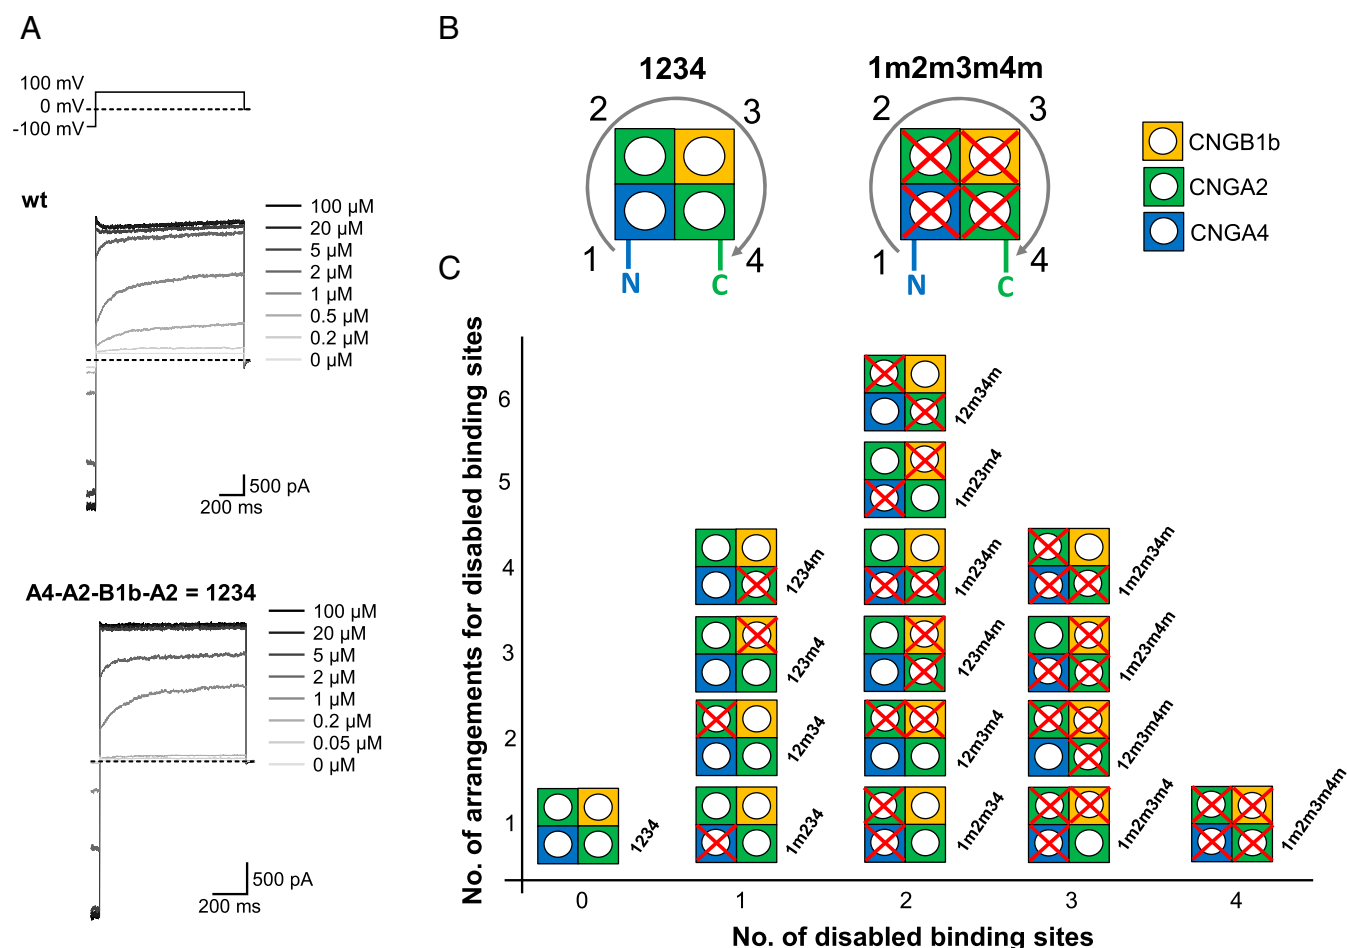 A
100 mV
0 mV
-100 mV
wt
100 µM
20 µM
5 µM
2 µM
1 µM
0.5 µM
0.2 µM
0 µM
500 pA
200 ms
A4-A2-B1b-A2 = 1234
100 µM
20 µM
5 µM
2 µM
1 µM
0.2 µM
0.05 µM
0 µM
500 pA
200 ms
B
1234
1m2m3m4m
2
3
1
4
N
C
2
3
1
4
N
C
CNGB1b
CNGA2
CNGA4
C
No. of arrangements for disabled binding sites
6
5
4
3
2
1
12m34m
1m23m4
1234m
1m234m
1m2m34m
123m4
123m4m
1m23m4m
12m34
12m3m4
12m3m4m
1234
1m234
1m2m34
1m2m3m4
1m2m3m4m
0
1
2
3
4
No. of disabled binding sites